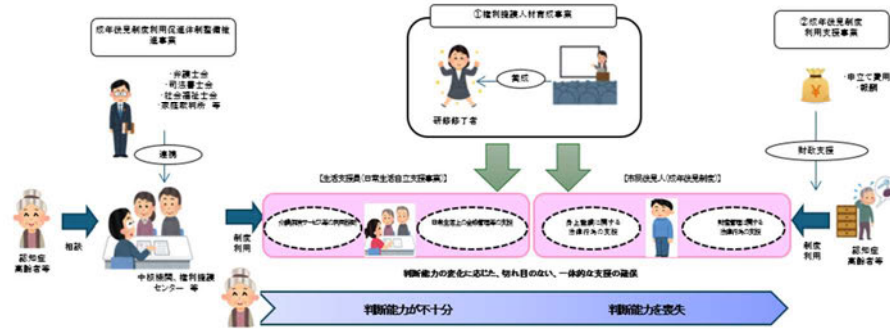 成年後見制度利用促進体制整備推
進事業
・弁護士会
・司法書士会
・社会福祉士会
・家庭裁判所 等
連携
①権利擁護人材育成事業
養成
研修修了者
②成年後見制度
利用支援事業
・申立て費用
・報酬
財政支援
【生活支援員(日常生活自立支援事業)】
【市民後見人(成年後見制度)】
認知症
高齢者等
相談
中核機関、権利擁護
センター 等
制度
利用
日常生活上の金銭管理等の支援
身上監護に関する
法律行為の支援
財産管理に関する
法律行為の支援
制度
利用
認知症
高齢者等
判断能力の変化に応じた、切れ目のない、一体的な支援の確保
判断能力が不十分
判断能力を喪失